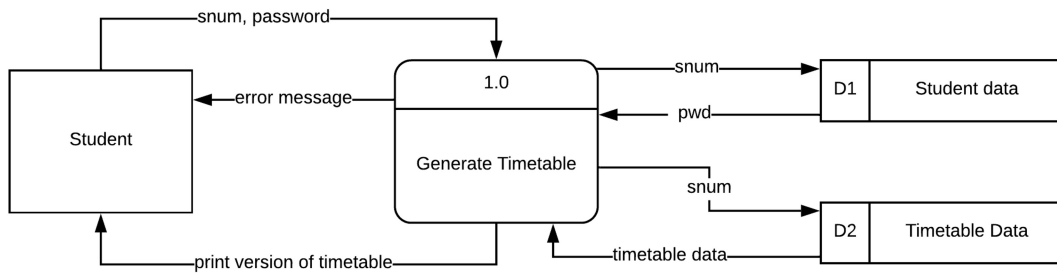 snum, password
1.0
snum
D1
Student data
error message
pwd
Student
Generate Timetable
snum
D2
Timetable Data
print version of timetable
timetable data